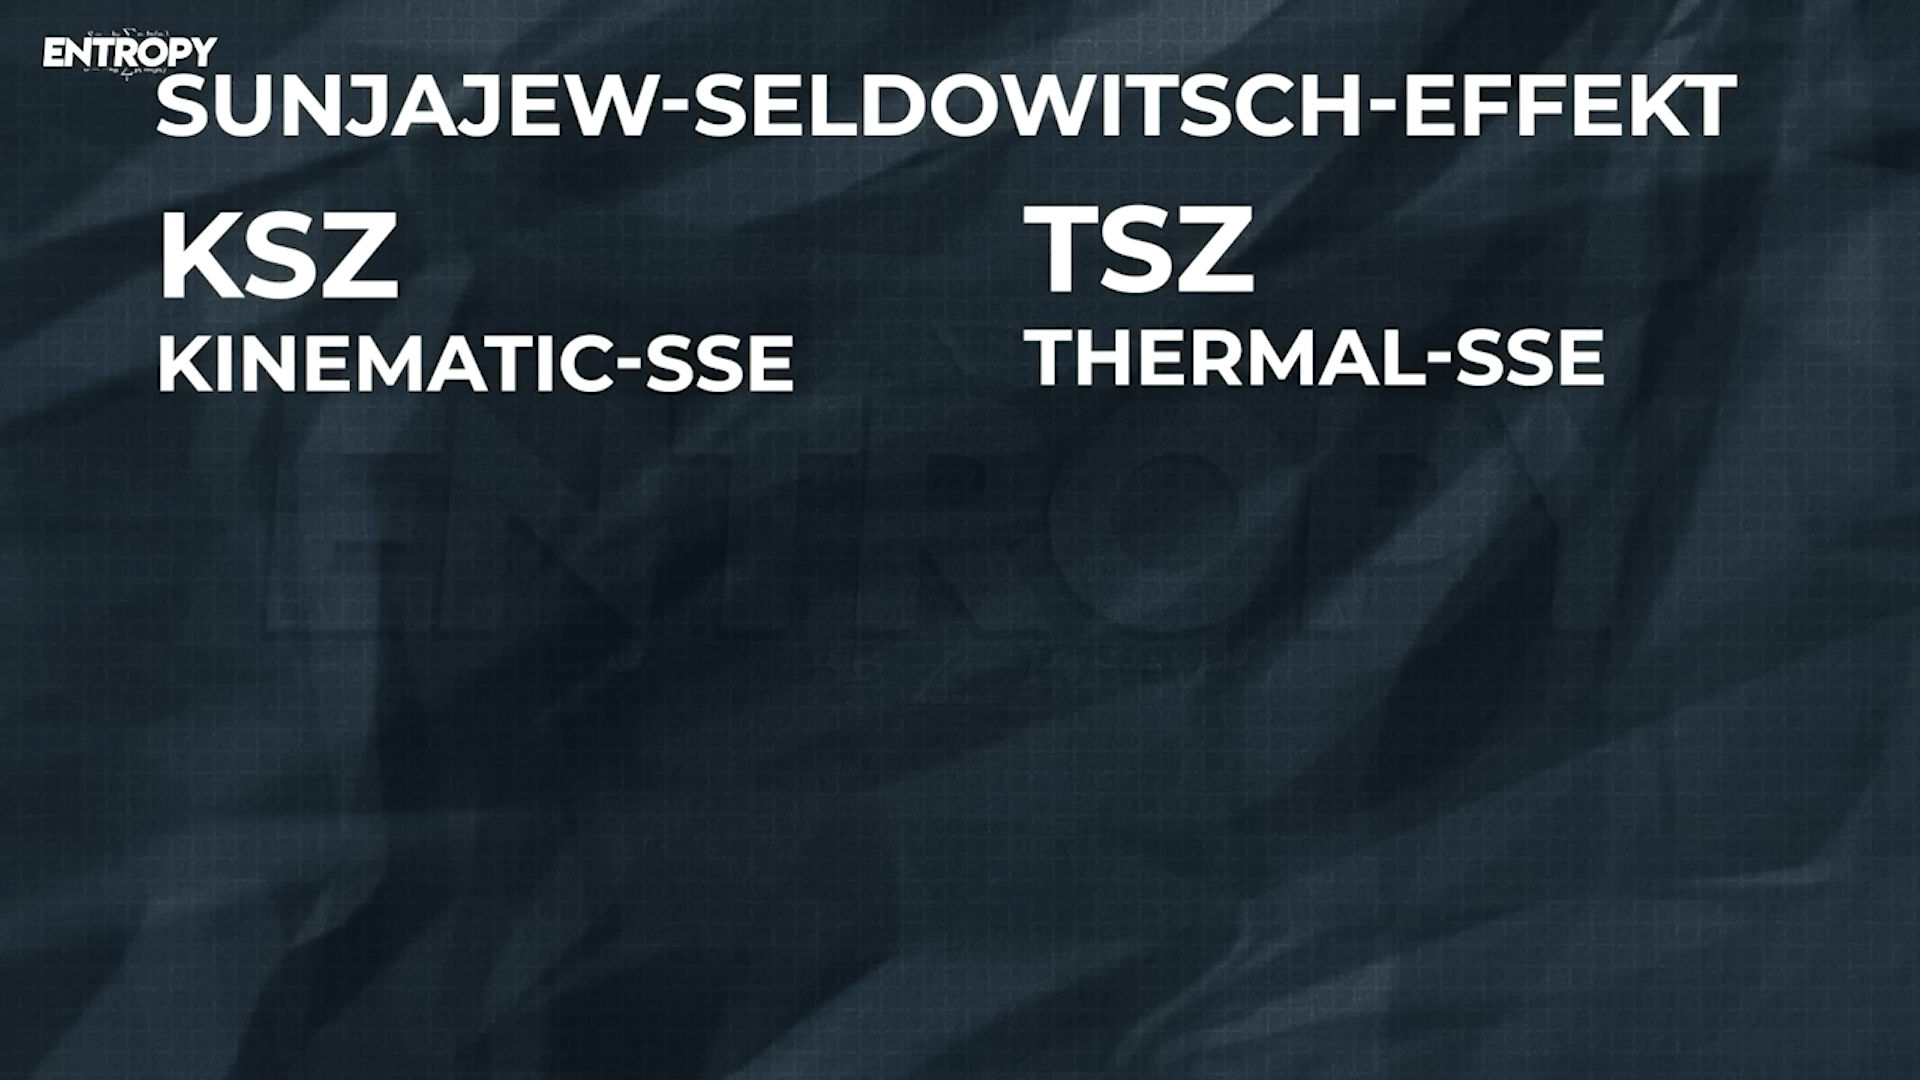 ENTROPY
SUNJAJEW-SELDOWITSCH-EFFEKT
KSZ
KINEMATIC-SSE
TSZ
THERMAL-SSE